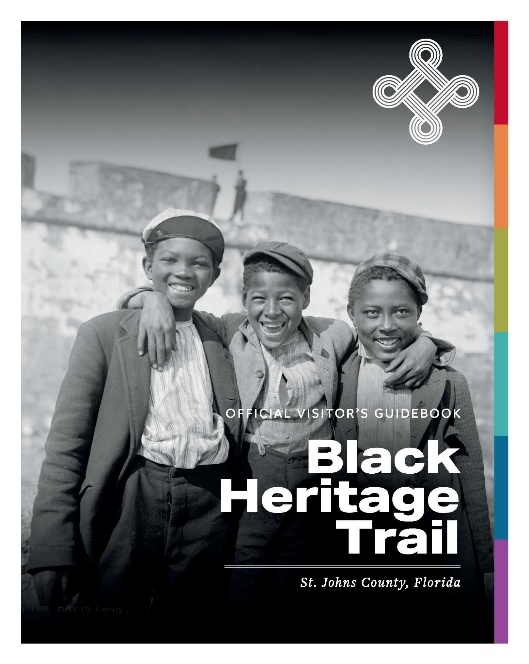 OFFICIAL VISITOR'S GUIDEBOOK
Black
Heritage
Trail
St. Johns County, Florida